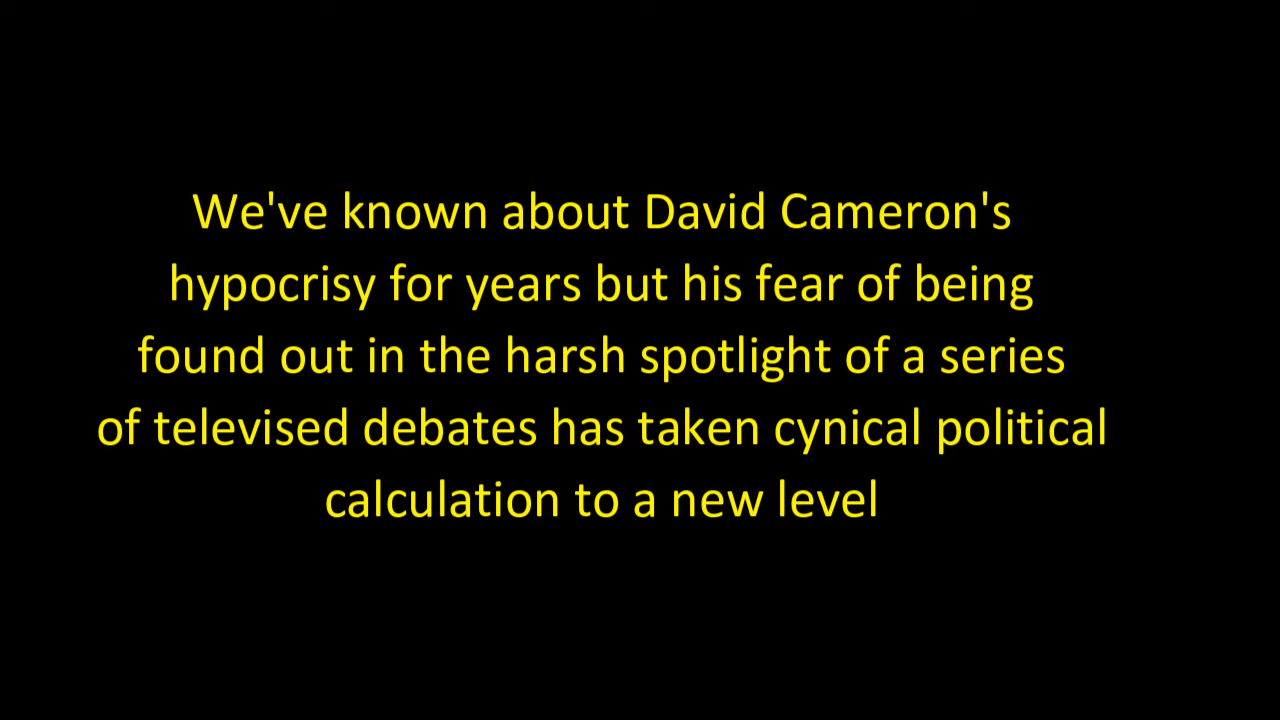 We've known about David Cameron's
hypocrisy for years but his fear of being
found out in the harsh spotlight of a series
of televised debates has taken cynical political
calculation to a new level